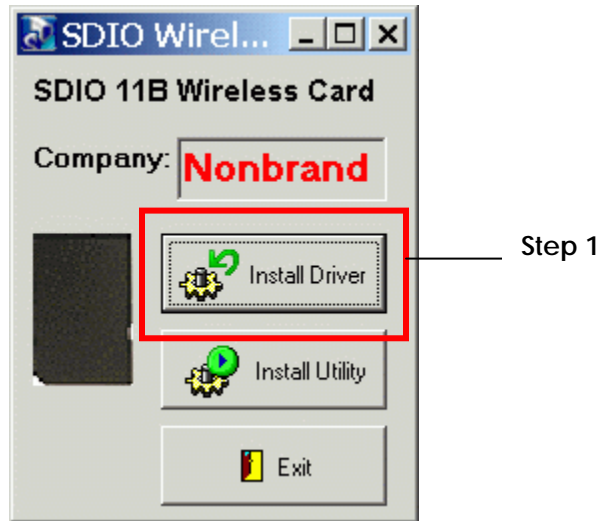 SDIO Wirel...
SDIO 11B Wireless Card
Company: Nonbrand
Install Driver
Step 1
Install Utility
Exit